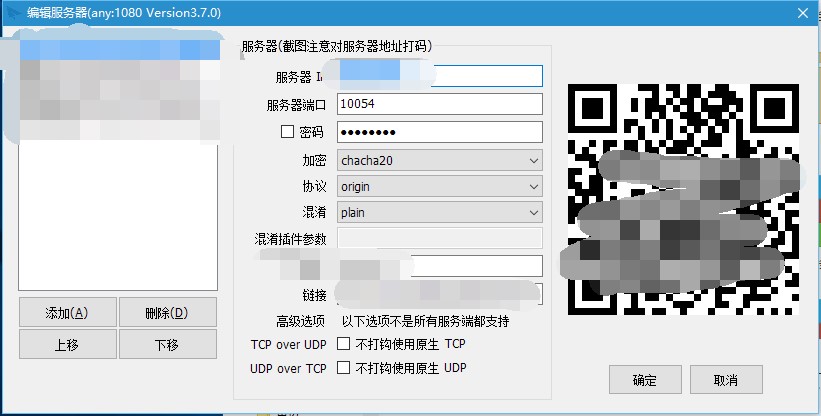 编辑服务器(any:1080 Version3.7.0)
服务器(截图注意对服务器地址打码)
服务器 I
服务器端口 10054
密码 ●●●●●●●●
加密 chacha20
协议 origin
混淆 plain
混淆插件参数
链接
高级选项 以下选项不是所有服务端都支持
TCP over UDP 不打钩使用原生 TCP
UDP over TCP 不打钩使用原生 UDP
添加(A) 删除(D)
上移 下移
确定 取消